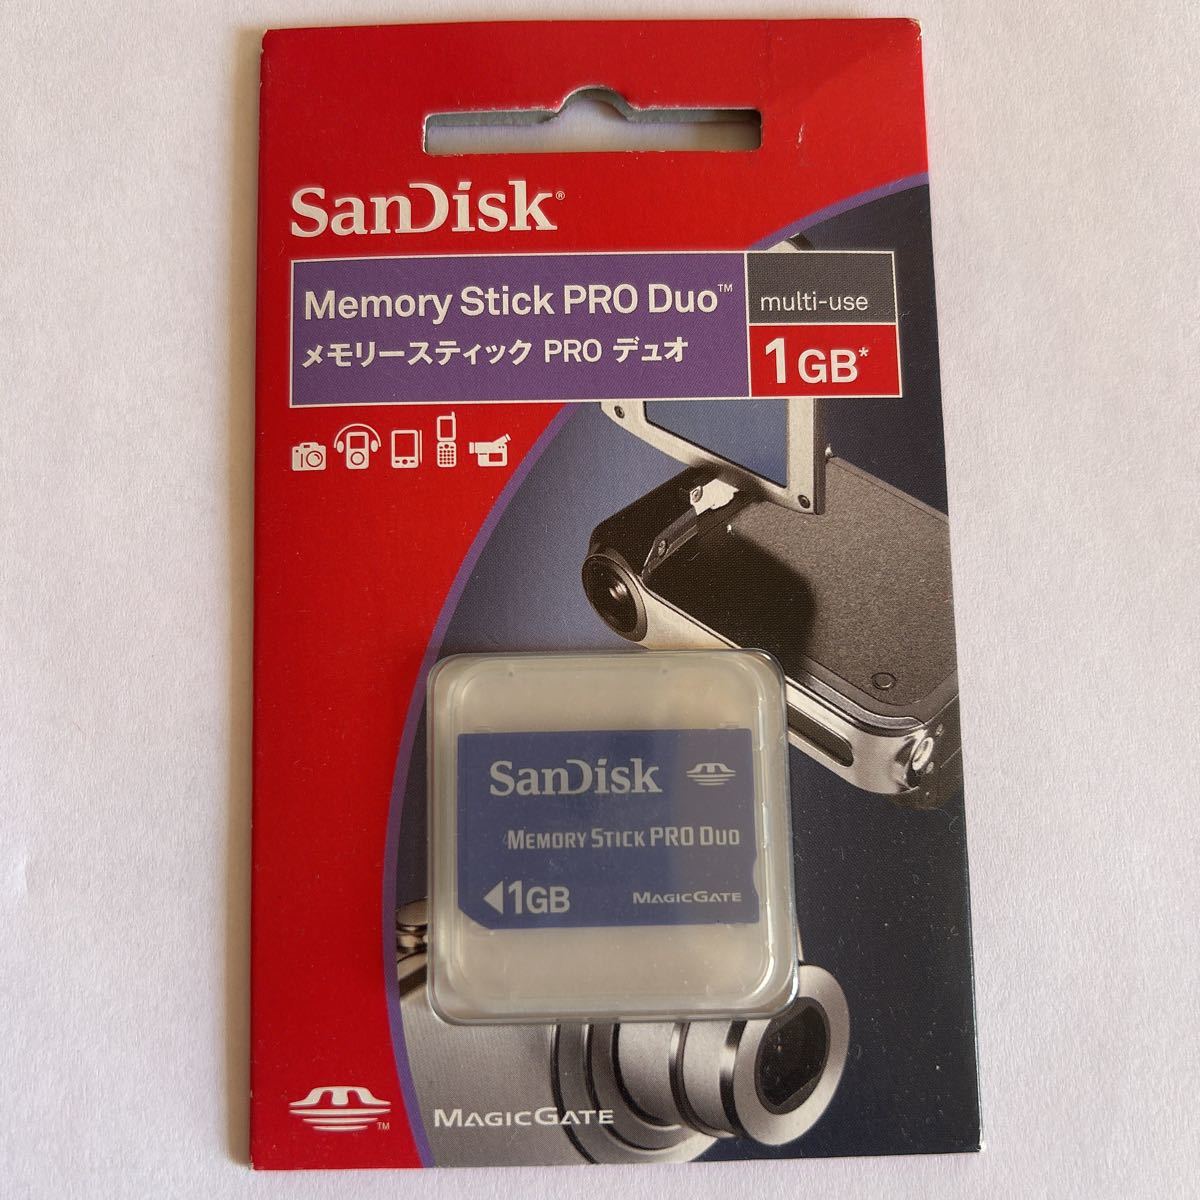 SanDisk®
Memory Stick PRO Duo™
メモリースティック PRO デュオ
multi-use
1GB*
SanDisk
MEMORY STICK PRO DUO
1GB
MAGICGATE
TM
MAGICGATE